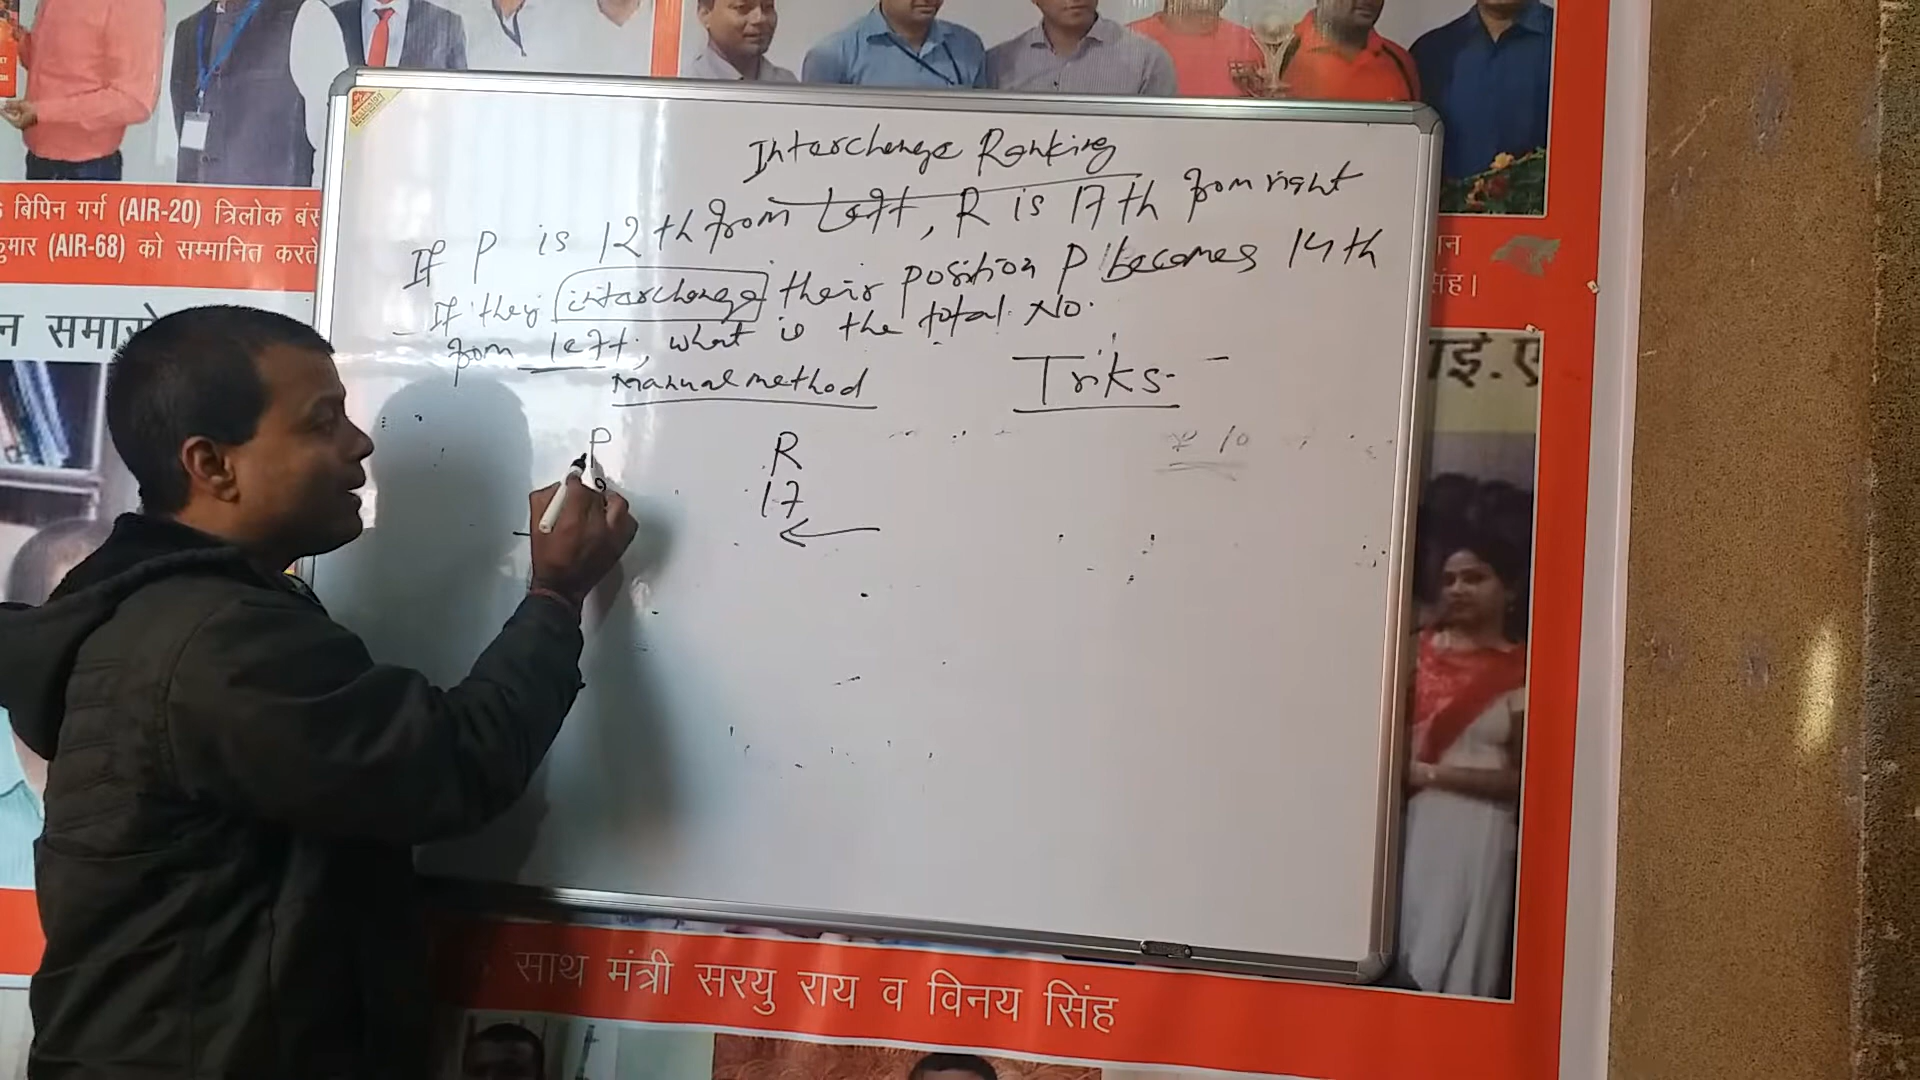 बिपिन गर्ग (AIR-20) त्रिलोक बंस
कुमार (AIR-68) को सम्मानित करते
Interchange Ranking
If P is 12th from Left, R is 17th from right
If they interchange their position P becomes 14th
from left, what is the total No.
Manual method
Triks.
P R
17
10
न समारो
सिंह।
आई.ए
साथ मंत्री सरयु राय व विनय सिंह